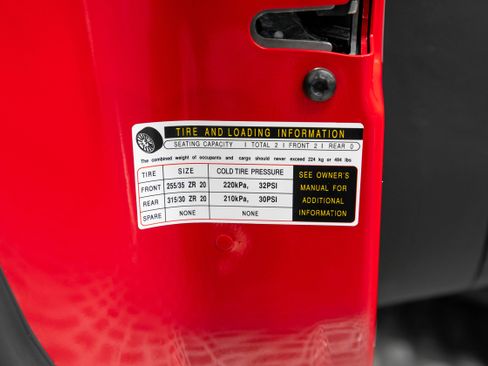 TIRE AND LOADING INFORMATION
SEATING CAPACITY | TOTAL 2 | FRONT 2 | REAR 0
The combined weight of occupants and cargo should never exceed 224 kg or 494 lbs
TIRE SIZE COLD TIRE PRESSURE
FRONT 255/35 ZR 20 220kPa, 32PSI
REAR 315/30 ZR 20 210kPa, 30PSI
SPARE NONE NONE
SEE OWNER'S
MANUAL FOR
ADDITIONAL
INFORMATION